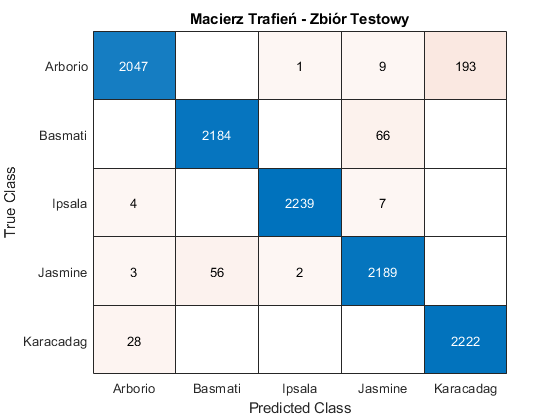 Macierz Trafień - Zbiór Testowy
True Class
Arborio 2047 1 9 193
Basmati 2184 66
Ipsala 4 2239 7
Jasmine 3 56 2 2189
Karacadag 28 2222
Arborio Basmati Ipsala Jasmine Karacadag
Predicted Class